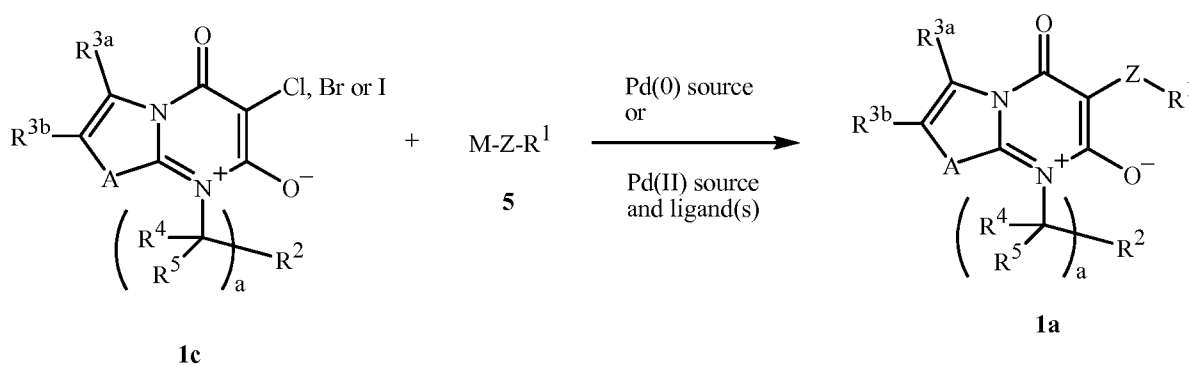 R3a
O
Cl, Br or I
N
R3b
A
N+
O−
R4
R5
R2
a
1c
+
M-Z-R1
5
Pd(0) source
or
Pd(II) source
and ligand(s)
R3a
O
Z
N
R3b
A
N+
O−
R4
R5
R2
a
1a